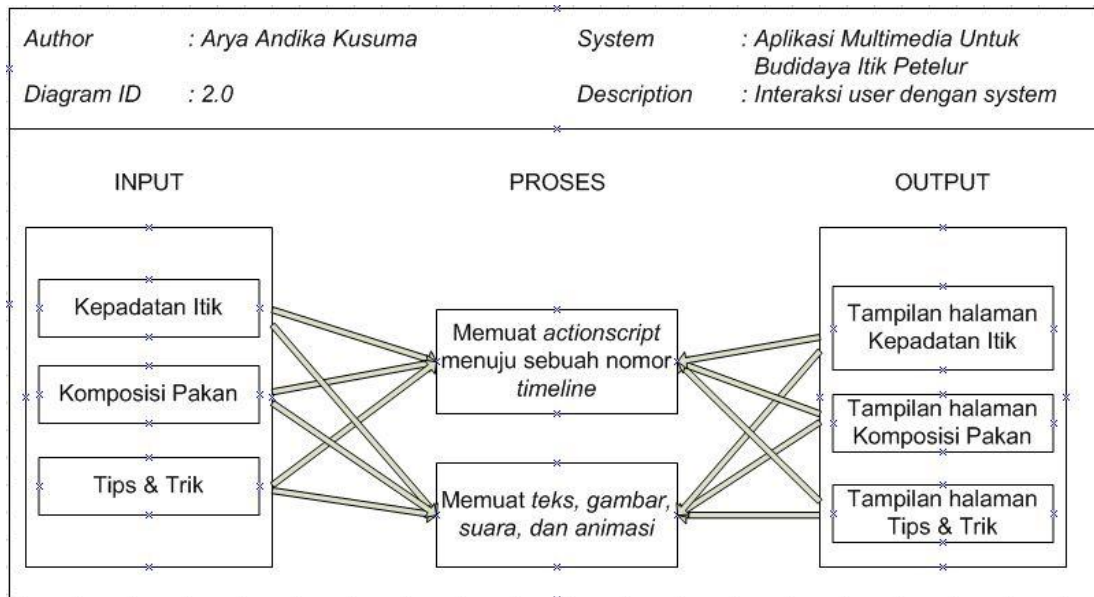 Author : Arya Andika Kusuma
System : Aplikasi Multimedia Untuk
Budidaya Itik Petelur
Diagram ID : 2.0
Description : Interaksi user dengan system
INPUT
PROSES
OUTPUT
Kepadatan Itik
Komposisi Pakan
Tips & Trik
Memuat actionscript
menuju sebuah nomor
timeline
Memuat teks, gambar,
suara, dan animasi
Tampilan halaman
Kepadatan Itik
Tampilan halaman
Komposisi Pakan
Tampilan halaman
Tips & Trik